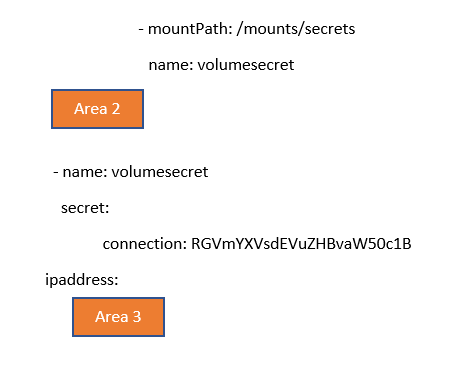 - mountPath: /mounts/secrets
name: volumesecret
Area 2
- name: volumesecret
secret:
connection: RGVmYXVsdEVuZHBvaW50c1B
ipaddress:
Area 3